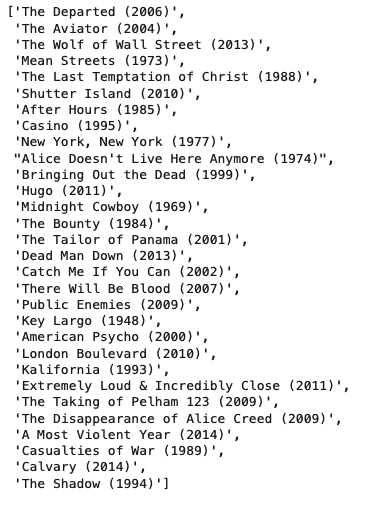 ['The Departed (2006)',
'The Aviator (2004)',
'The Wolf of Wall Street (2013)',
'Mean Streets (1973)',
'The Last Temptation of Christ (1988)',
'Shutter Island (2010)',
'After Hours (1985)',
'Casino (1995)',
'New York, New York (1977)',
"Alice Doesn't Live Here Anymore (1974)",
'Bringing Out the Dead (1999)',
'Hugo (2011)',
'Midnight Cowboy (1969)',
'The Bounty (1984)',
'The Tailor of Panama (2001)',
'Dead Man Down (2013)',
'Catch Me If You Can (2002)',
'There Will Be Blood (2007)',
'Public Enemies (2009)',
'Key Largo (1948)',
'American Psycho (2000)',
'London Boulevard (2010)',
'Kalifornia (1993)',
'Extremely Loud & Incredibly Close (2011)',
'The Taking of Pelham 123 (2009)',
'The Disappearance of Alice Creed (2009)',
'A Most Violent Year (2014)',
'Casualties of War (1989)',
'Calvary (2014)',
'The Shadow (1994)']